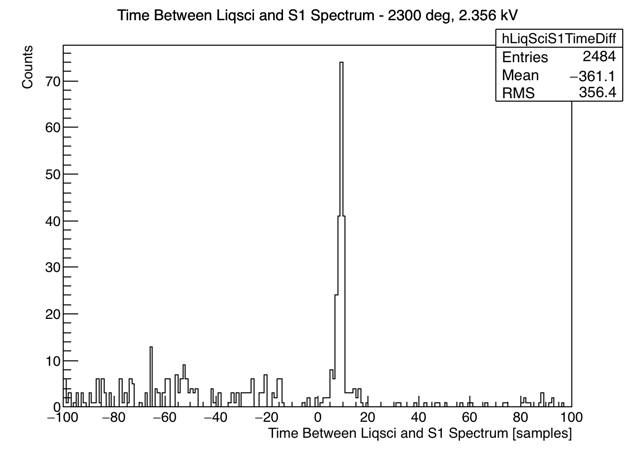 Time Between Liqsci and S1 Spectrum - 2300 deg, 2.356 kV
hLiqSciS1TimeDiff
Entries 2484
Mean −361.1
RMS 356.4
Counts
70
60
50
40
30
20
10
0
−100 −80 −60 −40 −20 0 20 40 60 80 100
Time Between Liqsci and S1 Spectrum [samples]